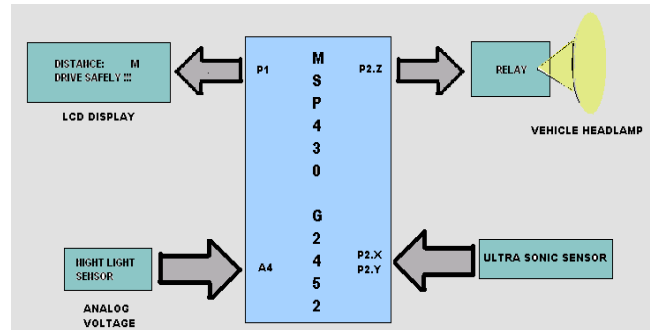 DISTANCE: M
DRIVE SAFELY !!!
LCD DISPLAY
P1
M
S
P
4
3
0
G
2
4
5
2
P2.Z
RELAY
VEHICLE HEADLAMP
NIGHT LIGHT
SENSOR
ANALOG
VOLTAGE
A4
P2.X
P2.Y
ULTRA SONIC SENSOR